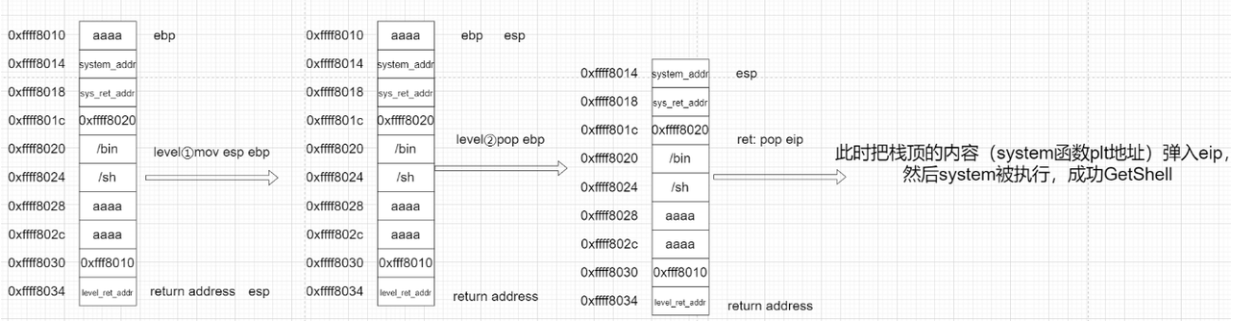 0xffff8010 aaaa ebp
0xffff8014 system_addr
0xffff8018 sys_ret_addr
0xffff801c 0xffff8020
0xffff8020 /bin
0xffff8024 /sh
0xffff8028 aaaa
0xffff802c aaaa
0xffff8030 0xfff8010
0xffff8034 level_ret_addr return address esp
level①mov esp ebp
0xffff8010 aaaa ebp esp
0xffff8014 system_addr
0xffff8018 sys_ret_addr
0xffff801c 0xffff8020
0xffff8020 /bin
0xffff8024 /sh
0xffff8028 aaaa
0xffff802c aaaa
0xffff8030 0xfff8010
0xffff8034 level_ret_addr return address
level②pop ebp
0xffff8014 system_addr esp
0xffff8018 sys_ret_addr
0xffff801c 0xffff8020
0xffff8020 /bin
0xffff8024 /sh
0xffff8028 aaaa
0xffff802c aaaa
0xffff8030 0xfff8010
0xffff8034 level_ret_addr return address
ret: pop eip
此时把栈顶的内容（system函数plt地址）弹入eip，
然后system被执行，成功GetShell